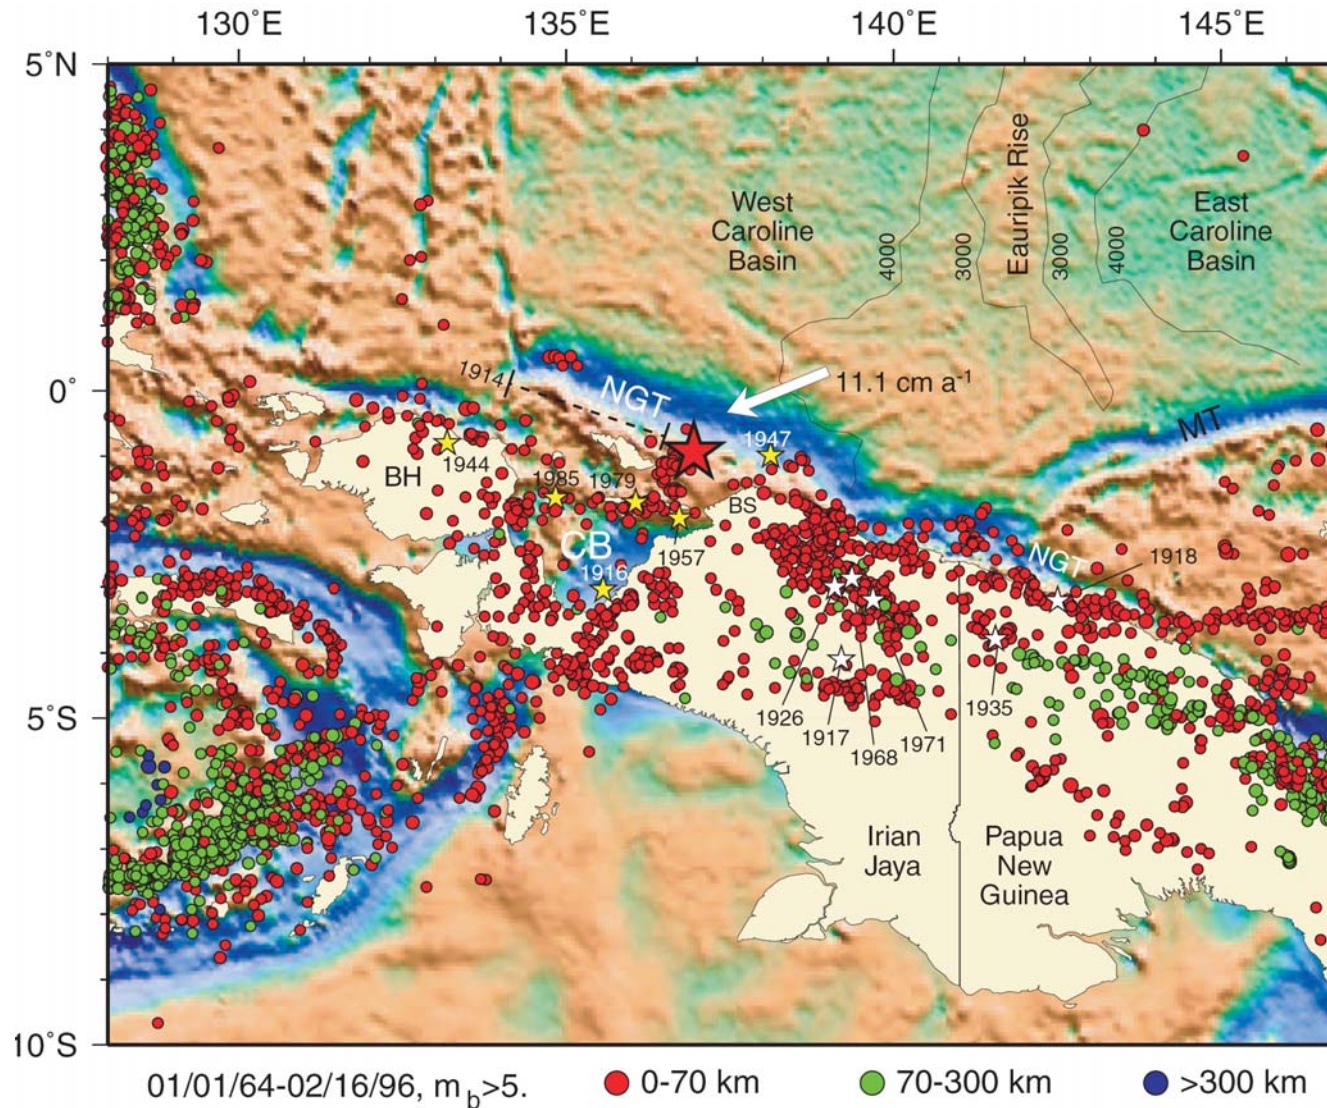 130°E
135°E
140°E
145°E
5°N
0°
5°S
10°S
West
Caroline
Basin
4000
3000
Eauripik Rise
3000
4000
East
Caroline
Basin
1914
NGT
11.1 cm a⁻¹
MT
1947
BH
1944
1985
1979
BS
1957
CB
1916
NGT
1918
1926
1917
1968
1971
1935
Irian
Jaya
Papua
New
Guinea
01/01/64-02/16/96, m_b>5.
0-70 km
70-300 km
>300 km